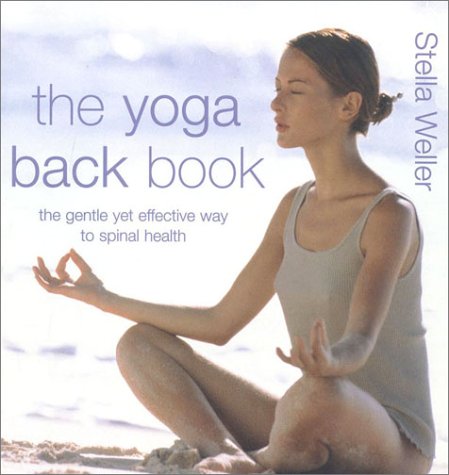 the yoga
back book
the gentle yet effective way
to spinal health
Stella Weller